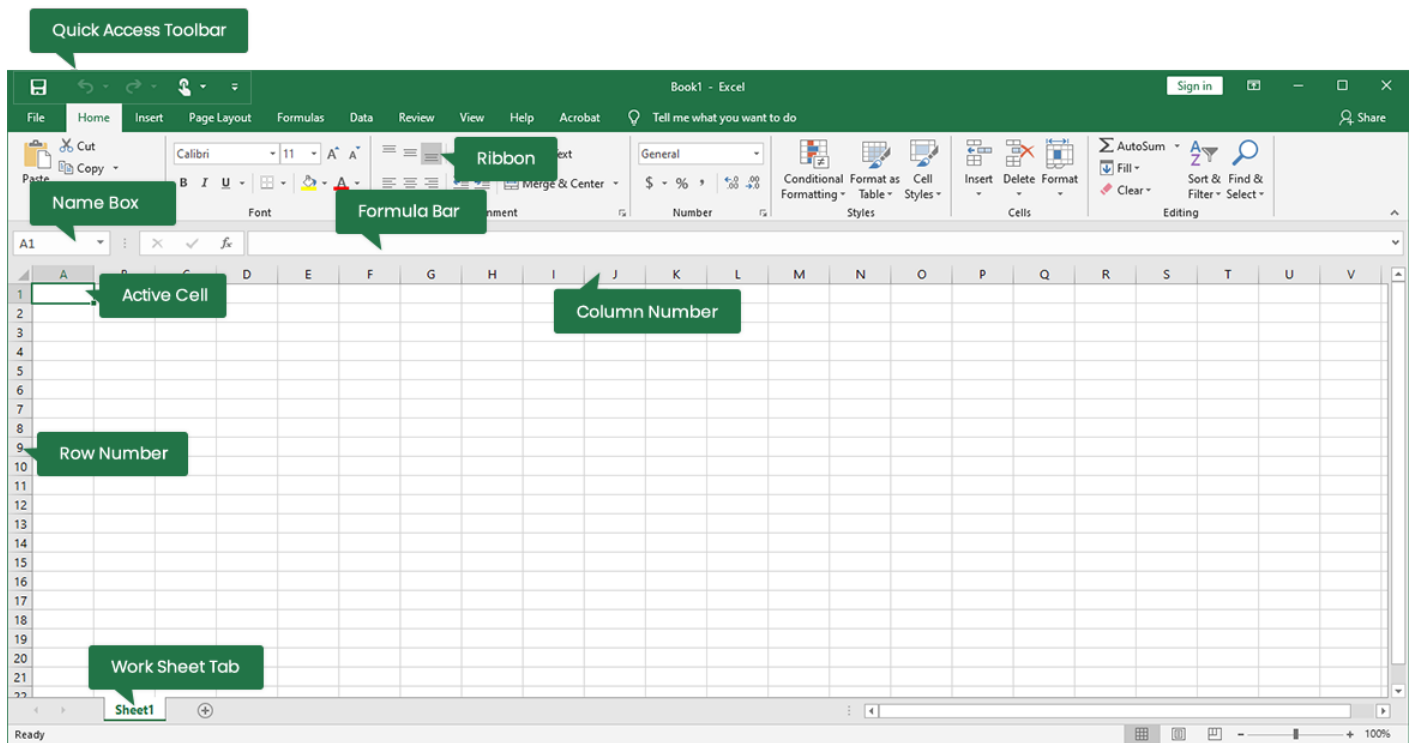 Quick Access Toolbar
Book1 - Excel
Sign in
File Home Insert Page Layout Formulas Data Review View Help Acrobat Tell me what you want to do Share
Cut
Copy
Paste
Calibri 11
B I U
Ribbon
Merge & Center
General
$ % ,
Conditional Formatting
Format as Table
Cell Styles
Insert Delete Format
AutoSum
Fill
Clear
Sort & Filter
Find & Select
Name Box
Formula Bar
Font Number Styles Cells Editing
A1
fx
A D E F G H I J K L M N O P Q R S T U V
Active Cell
Column Number
1
2
3
4
5
6
7
8
9
Row Number
10
11
12
13
14
15
16
17
18
19
20
21
22
Work Sheet Tab
Sheet1
Ready
100%